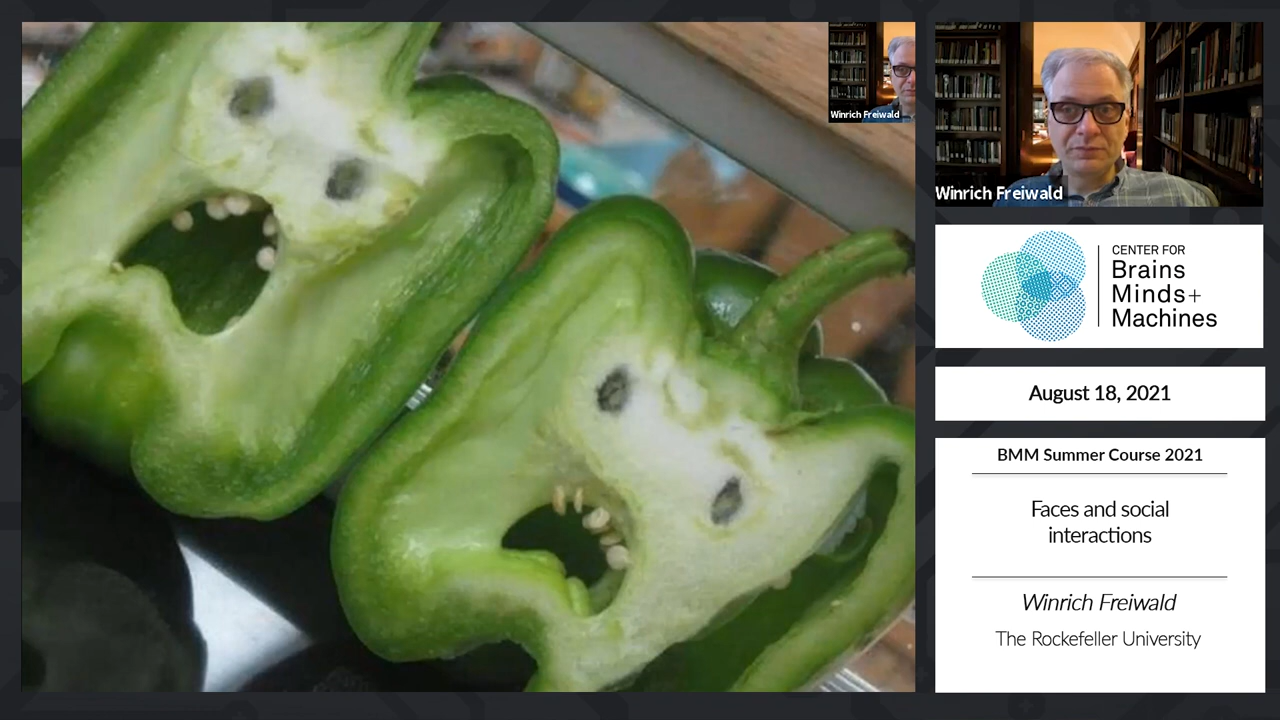 Winrich Freiwald
Winrich Freiwald
CENTER FOR
Brains
Minds+
Machines
August 18, 2021
BMM Summer Course 2021
Faces and social
interactions
Winrich Freiwald
The Rockefeller University